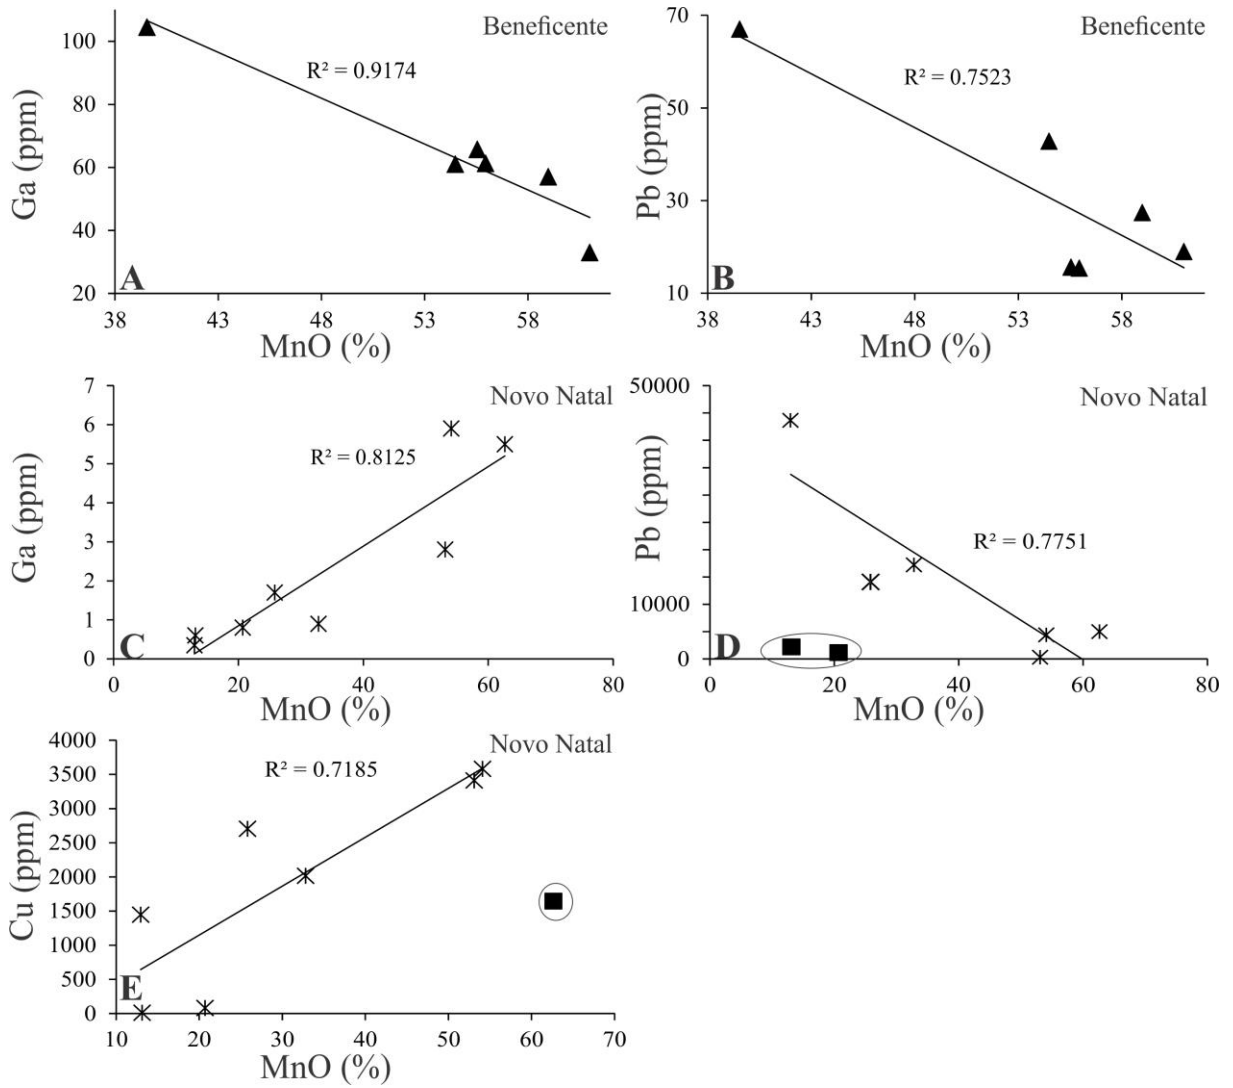 Beneficente
R² = 0.9174
Ga (ppm)
100
80
60
40
20
A
38
43
48
53
58
MnO (%)
Beneficente
R² = 0.7523
Pb (ppm)
70
50
30
10
B
38
43
48
53
58
MnO (%)
Novo Natal
R² = 0.8125
Ga (ppm)
7
6
5
4
3
2
1
0
C
0
20
40
60
80
MnO (%)
Novo Natal
R² = 0.7751
Pb (ppm)
50000
10000
0
D
0
20
40
60
80
MnO (%)
Novo Natal
R² = 0.7185
Cu (ppm)
4000
3500
3000
2500
2000
1500
1000
500
0
E
10
20
30
40
50
60
70
MnO (%)